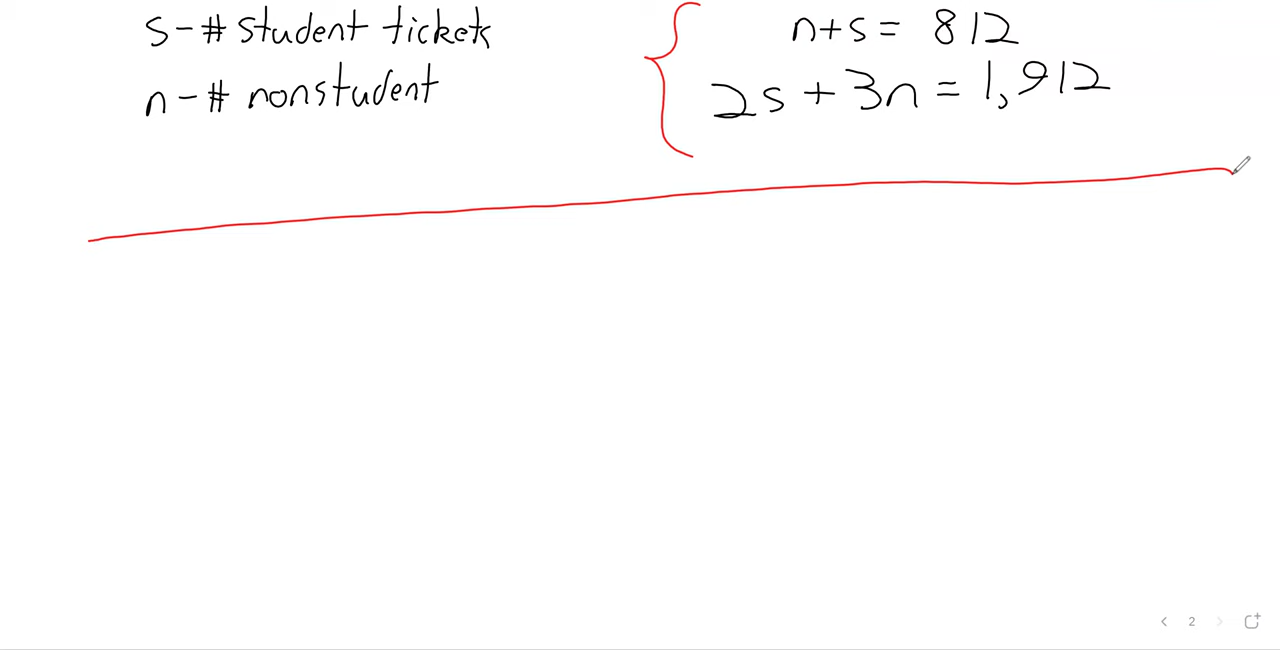 s - # student tickets
n - # nonstudent
n + s = 812
2s + 3n = 1,912
2